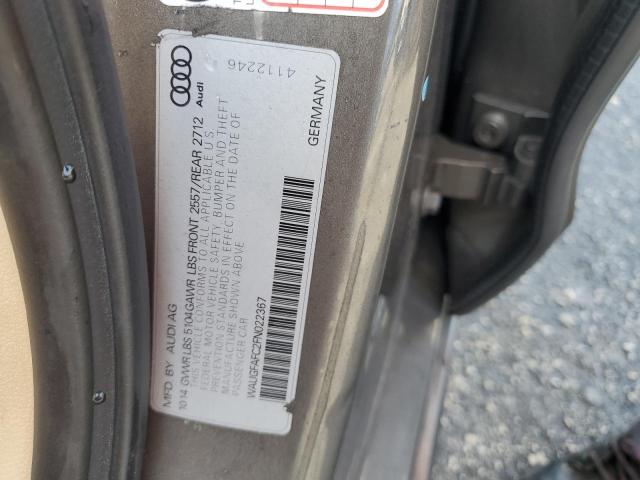 MFD. BY AUDI AG
10 14 GVWR LBS 5104 GAWR LBS FRONT 2557/REAR 2712
THIS VEHICLE CONFORMS TO ALL APPLICABLE U.S.
FEDERAL MOTOR VEHICLE SAFETY, BUMPER AND THEFT
PREVENTION STANDARDS IN EFFECT ON THE DATE OF
MANUFACTURE SHOWN ABOVE
PASSENGER CAR
WAUGFAFC2FN022367
GERMANY
Audi
4112246